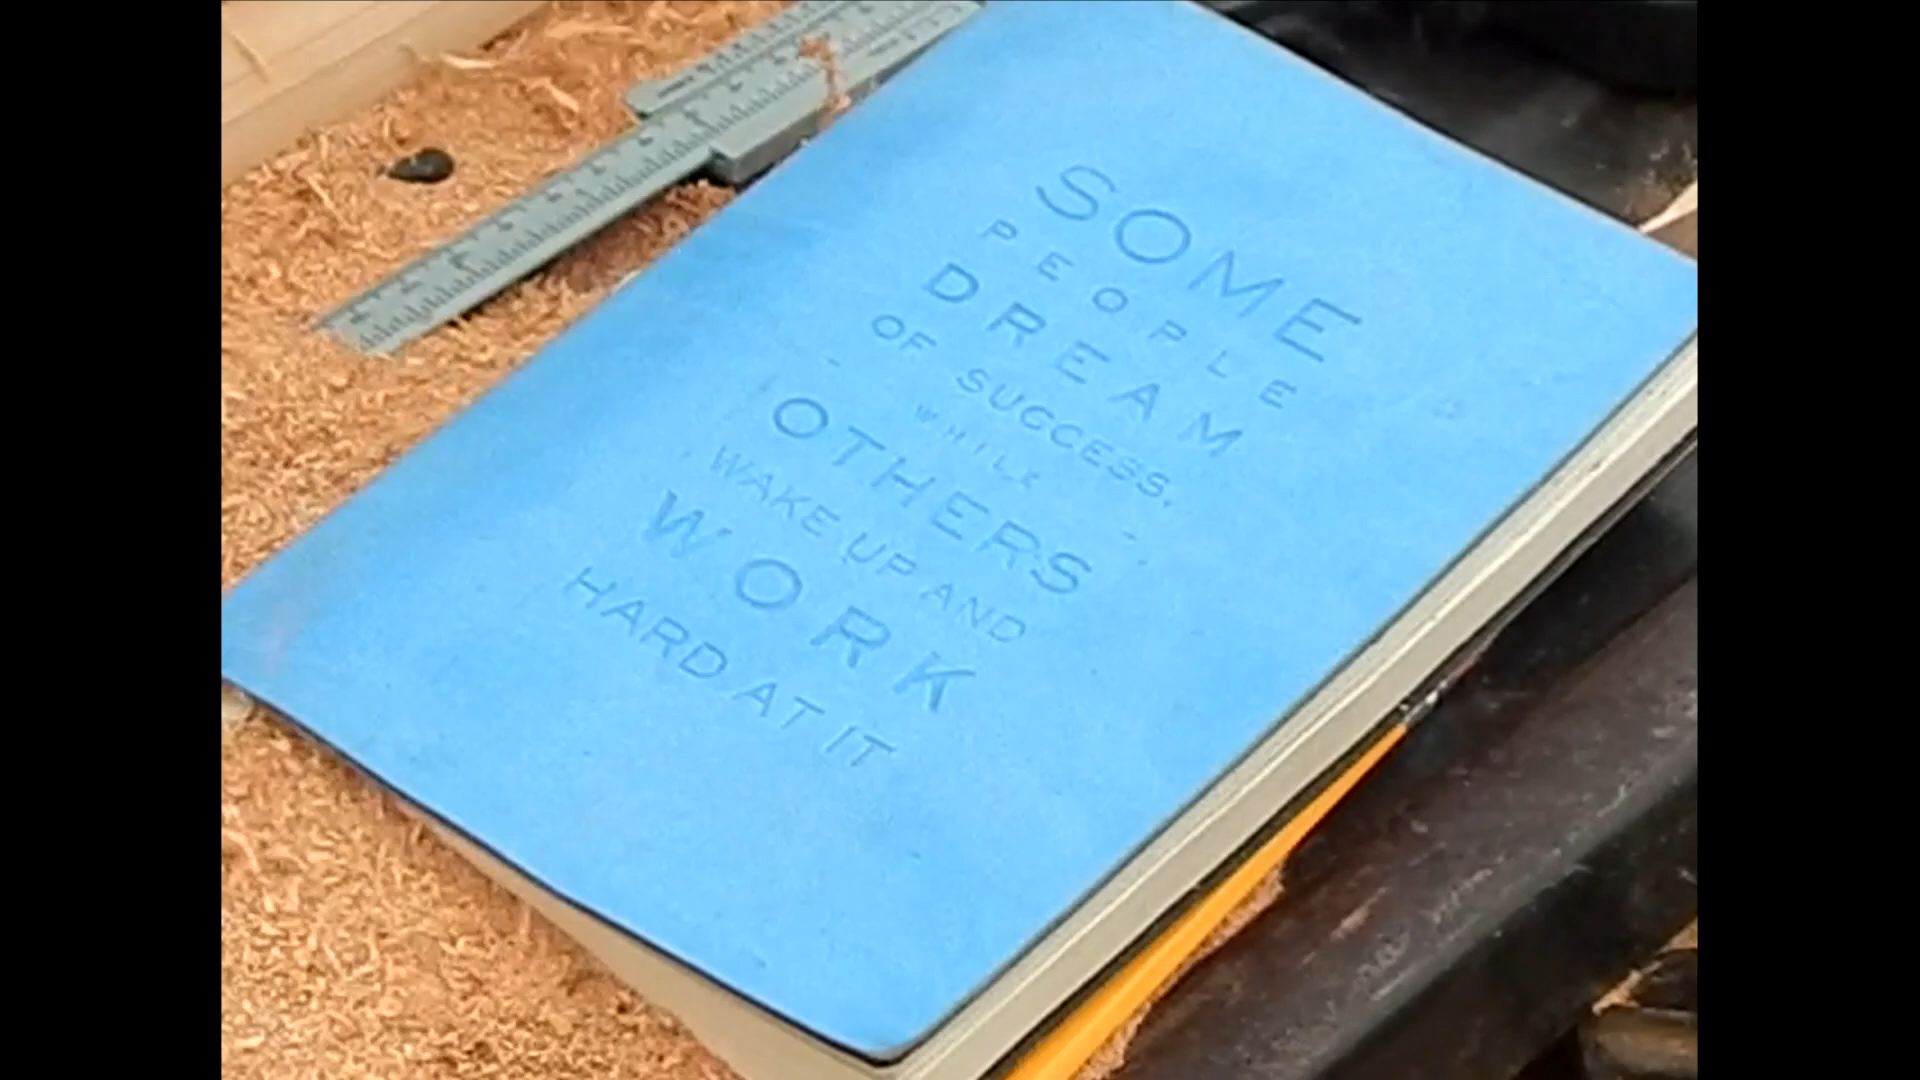 SOME
PEOPLE
DREAM
OF SUCCESS,
- WHILE -
OTHERS
WAKE UP AND
WORK
HARD AT IT